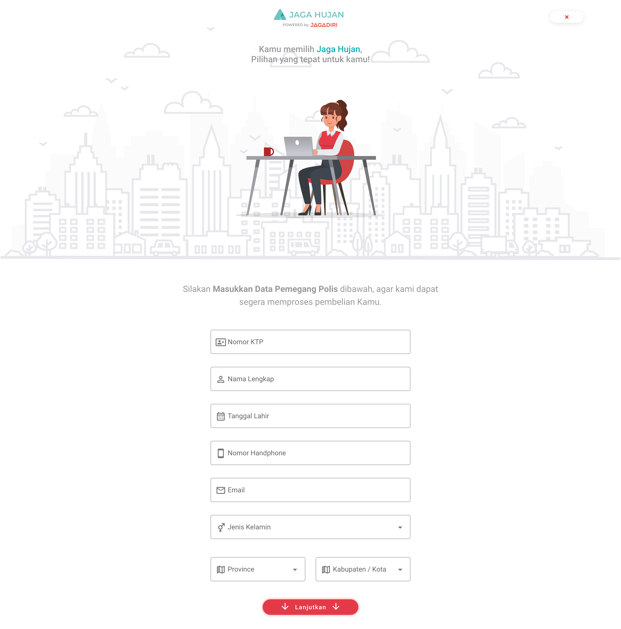 JAGA HUJAN
POWERED by JAGADIRI
Kamu memilih Jaga Hujan,
Pilihan yang tepat untuk kamu!
Silakan Masukkan Data Pemegang Polis dibawah, agar kami dapat
segera memproses pembelian Kamu.
Nomor KTP
Nama Lengkap
Tanggal Lahir
Nomor Handphone
Email
Jenis Kelamin
Province
Kabupaten / Kota
Lanjutkan